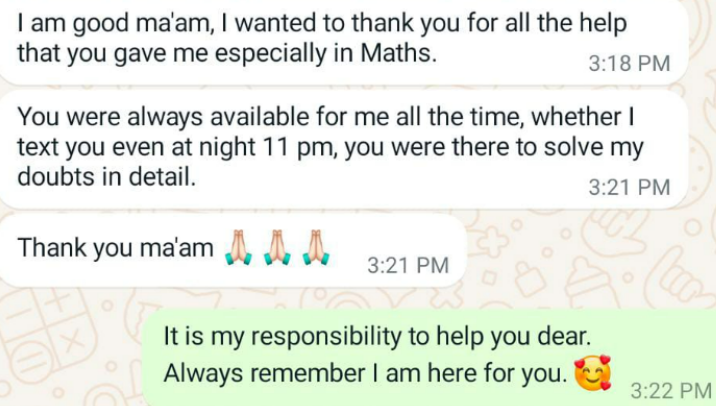 I am good ma'am, I wanted to thank you for all the help
that you gave me especially in Maths.
3:18 PM
You were always available for me all the time, whether I
text you even at night 11 pm, you were there to solve my
doubts in detail.
3:21 PM
Thank you ma'am 🙏🏻 🙏🏻 🙏🏻
3:21 PM
It is my responsibility to help you dear.
Always remember I am here for you. 🥰
3:22 PM